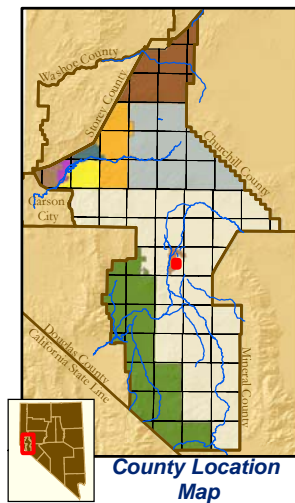 Washoe County
Storey County
Churchill County
Carson
City
Douglas County
California State Line
Mineral County
County Location
Map